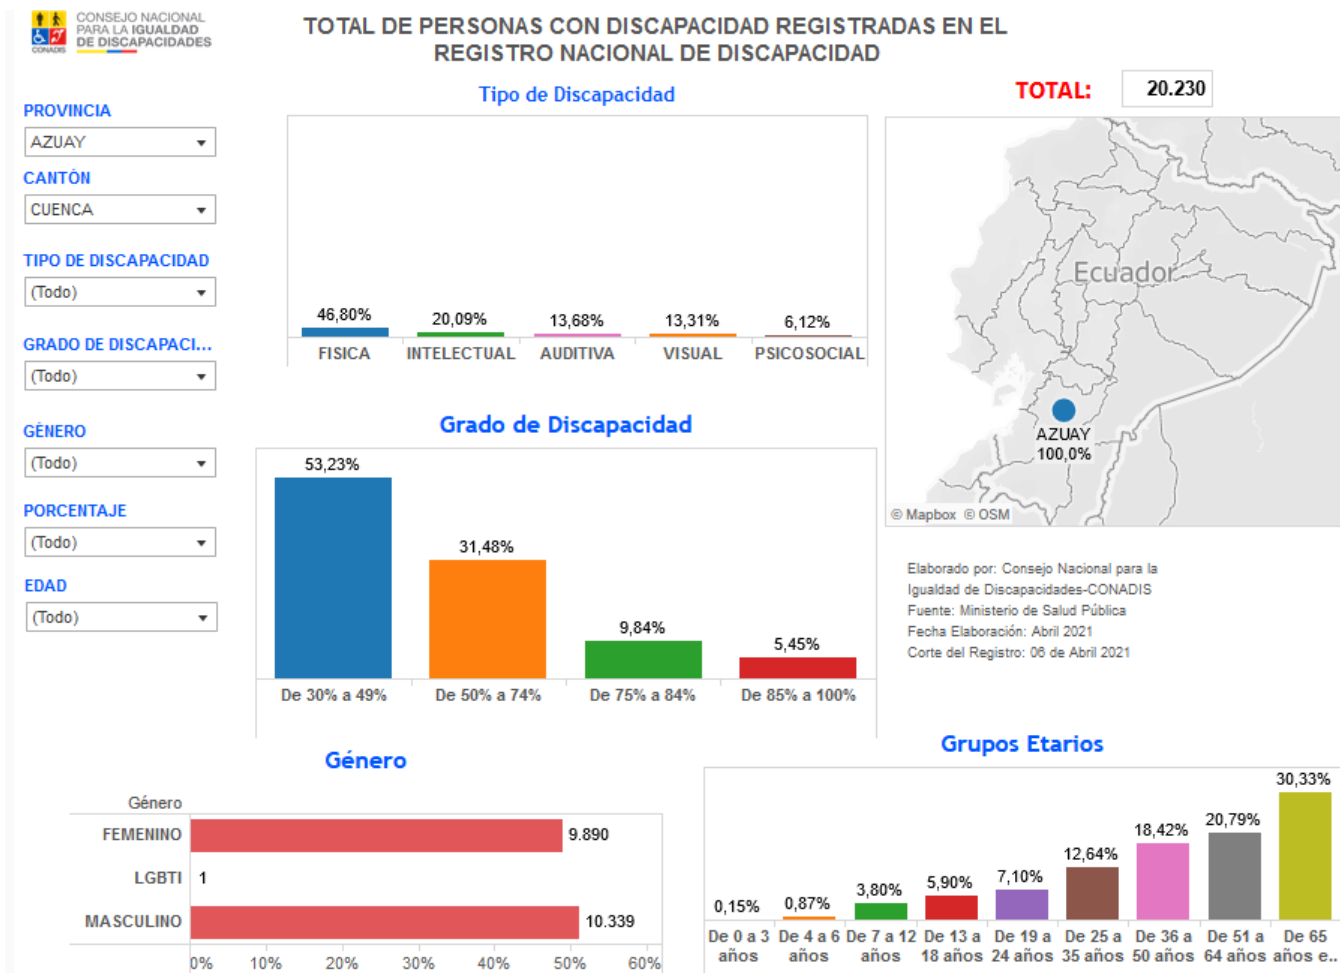 CONSEJO NACIONAL
PARA LA IGUALDAD
DE DISCAPACIDADES
CONADIS
TOTAL DE PERSONAS CON DISCAPACIDAD REGISTRADAS EN EL
REGISTRO NACIONAL DE DISCAPACIDAD
TOTAL: 20.230
PROVINCIA
AZUAY
CANTÓN
CUENCA
TIPO DE DISCAPACIDAD
(Todo)
GRADO DE DISCAPACI...
(Todo)
GÉNERO
(Todo)
PORCENTAJE
(Todo)
EDAD
(Todo)
Tipo de Discapacidad
46,80% 20,09% 13,68% 13,31% 6,12%
FISICA INTELECTUAL AUDITIVA VISUAL PSICOSOCIAL
Ecuador
AZUAY
100,0%
© Mapbox © OSM
Grado de Discapacidad
53,23%
31,48%
9,84%
5,45%
De 30% a 49% De 50% a 74% De 75% a 84% De 85% a 100%
Elaborado por: Consejo Nacional para la
Igualdad de Discapacidades-CONADIS
Fuente: Ministerio de Salud Pública
Fecha Elaboración: Abril 2021
Corte del Registro: 06 de Abril 2021
Género
Género
FEMENINO 9.890
LGBTI 1
MASCULINO 10.339
0% 10% 20% 30% 40% 50% 60%
Grupos Etarios
0,15% 0,87% 3,80% 5,90% 7,10% 12,64% 18,42% 20,79% 30,33%
De 0 a 3 De 4 a 6 De 7 a 12 De 13 a De 19 a De 25 a De 36 a De 51 a De 65
años años años 18 años 24 años 35 años 50 años 64 años años e..